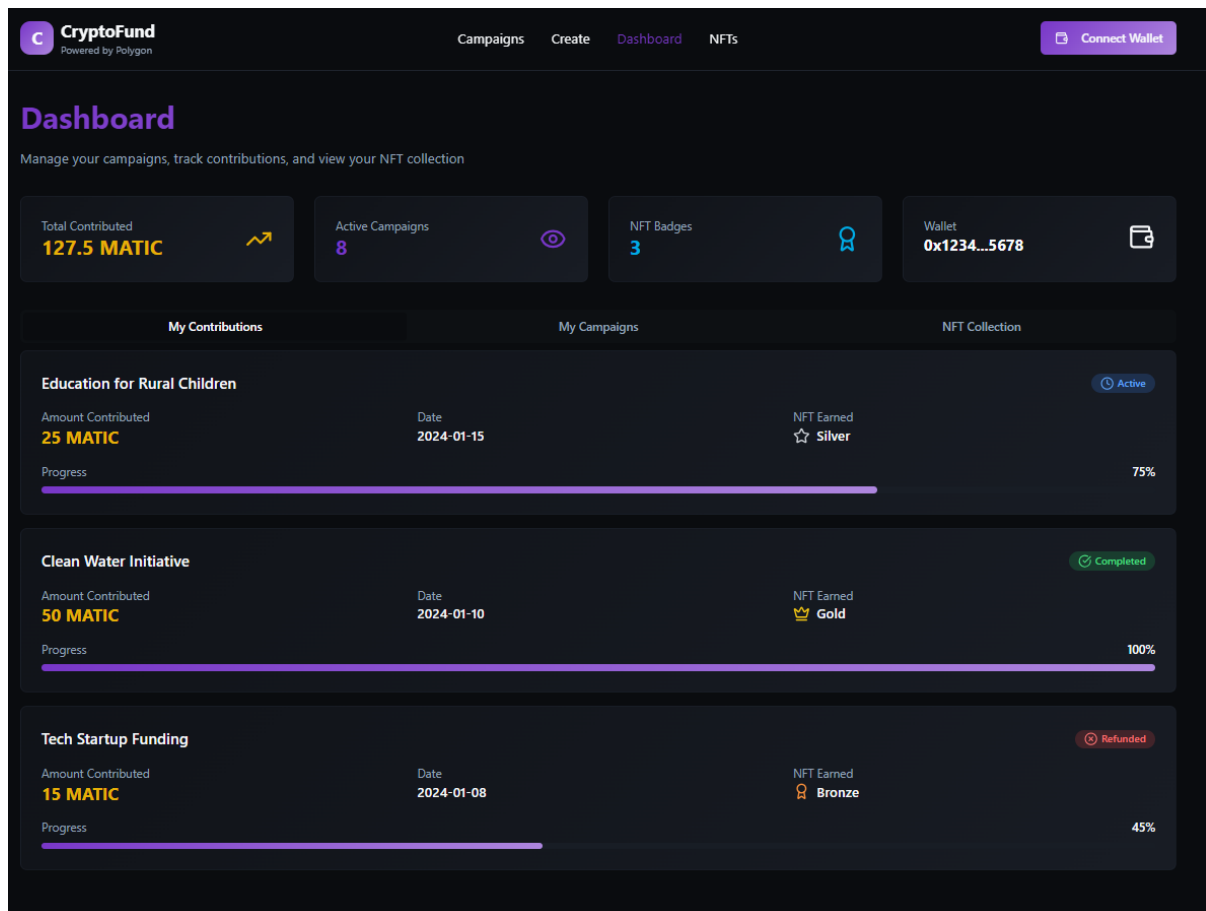 C
CryptoFund
Powered by Polygon
Campaigns Create Dashboard NFTs
Connect Wallet
Dashboard
Manage your campaigns, track contributions, and view your NFT collection
Total Contributed
127.5 MATIC
Active Campaigns
8
NFT Badges
3
Wallet
0x1234...5678
My Contributions My Campaigns NFT Collection
Education for Rural Children
Active
Amount Contributed
25 MATIC
Date
2024-01-15
NFT Earned
Silver
Progress 75%
Clean Water Initiative
Completed
Amount Contributed
50 MATIC
Date
2024-01-10
NFT Earned
Gold
Progress 100%
Tech Startup Funding
Refunded
Amount Contributed
15 MATIC
Date
2024-01-08
NFT Earned
Bronze
Progress 45%